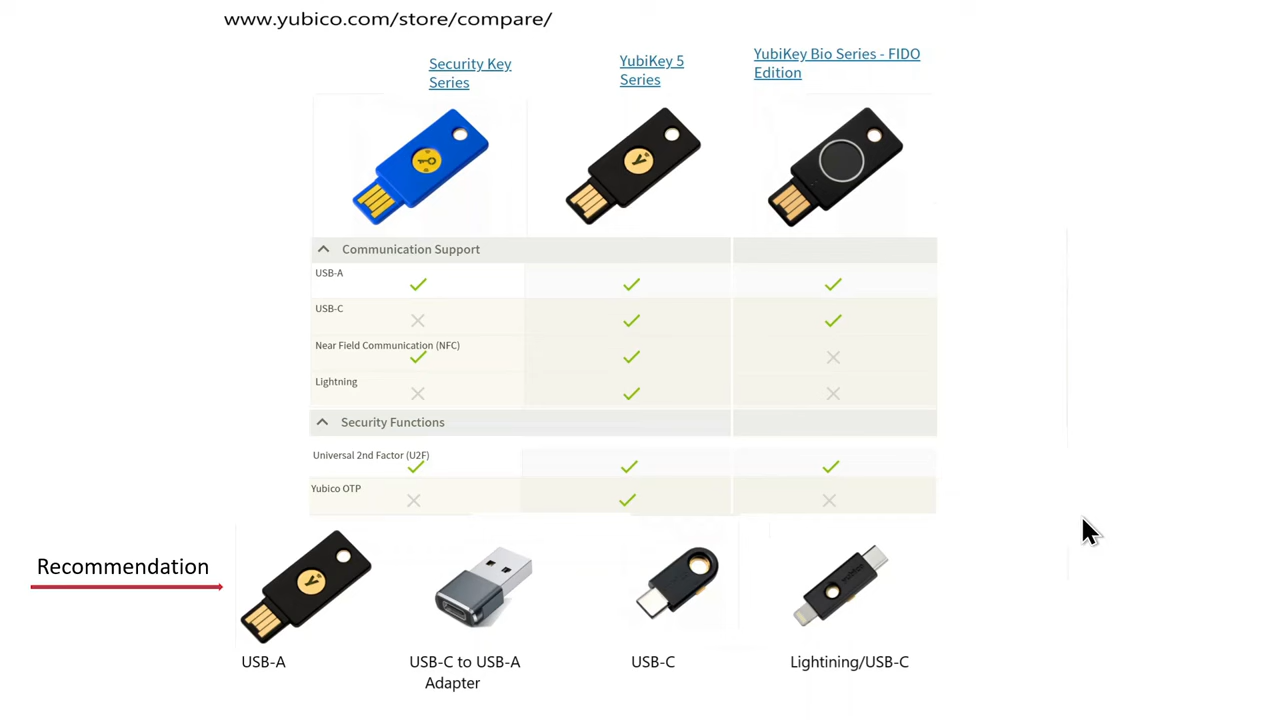 www.yubico.com/store/compare/
Security Key
Series
YubiKey 5
Series
YubiKey Bio Series - FIDO
Edition
Communication Support
USB-A
USB-C
Near Field Communication (NFC)
Lightning
Security Functions
Universal 2nd Factor (U2F)
Yubico OTP
Recommendation
USB-A
USB-C to USB-A
Adapter
USB-C
Lightining/USB-C